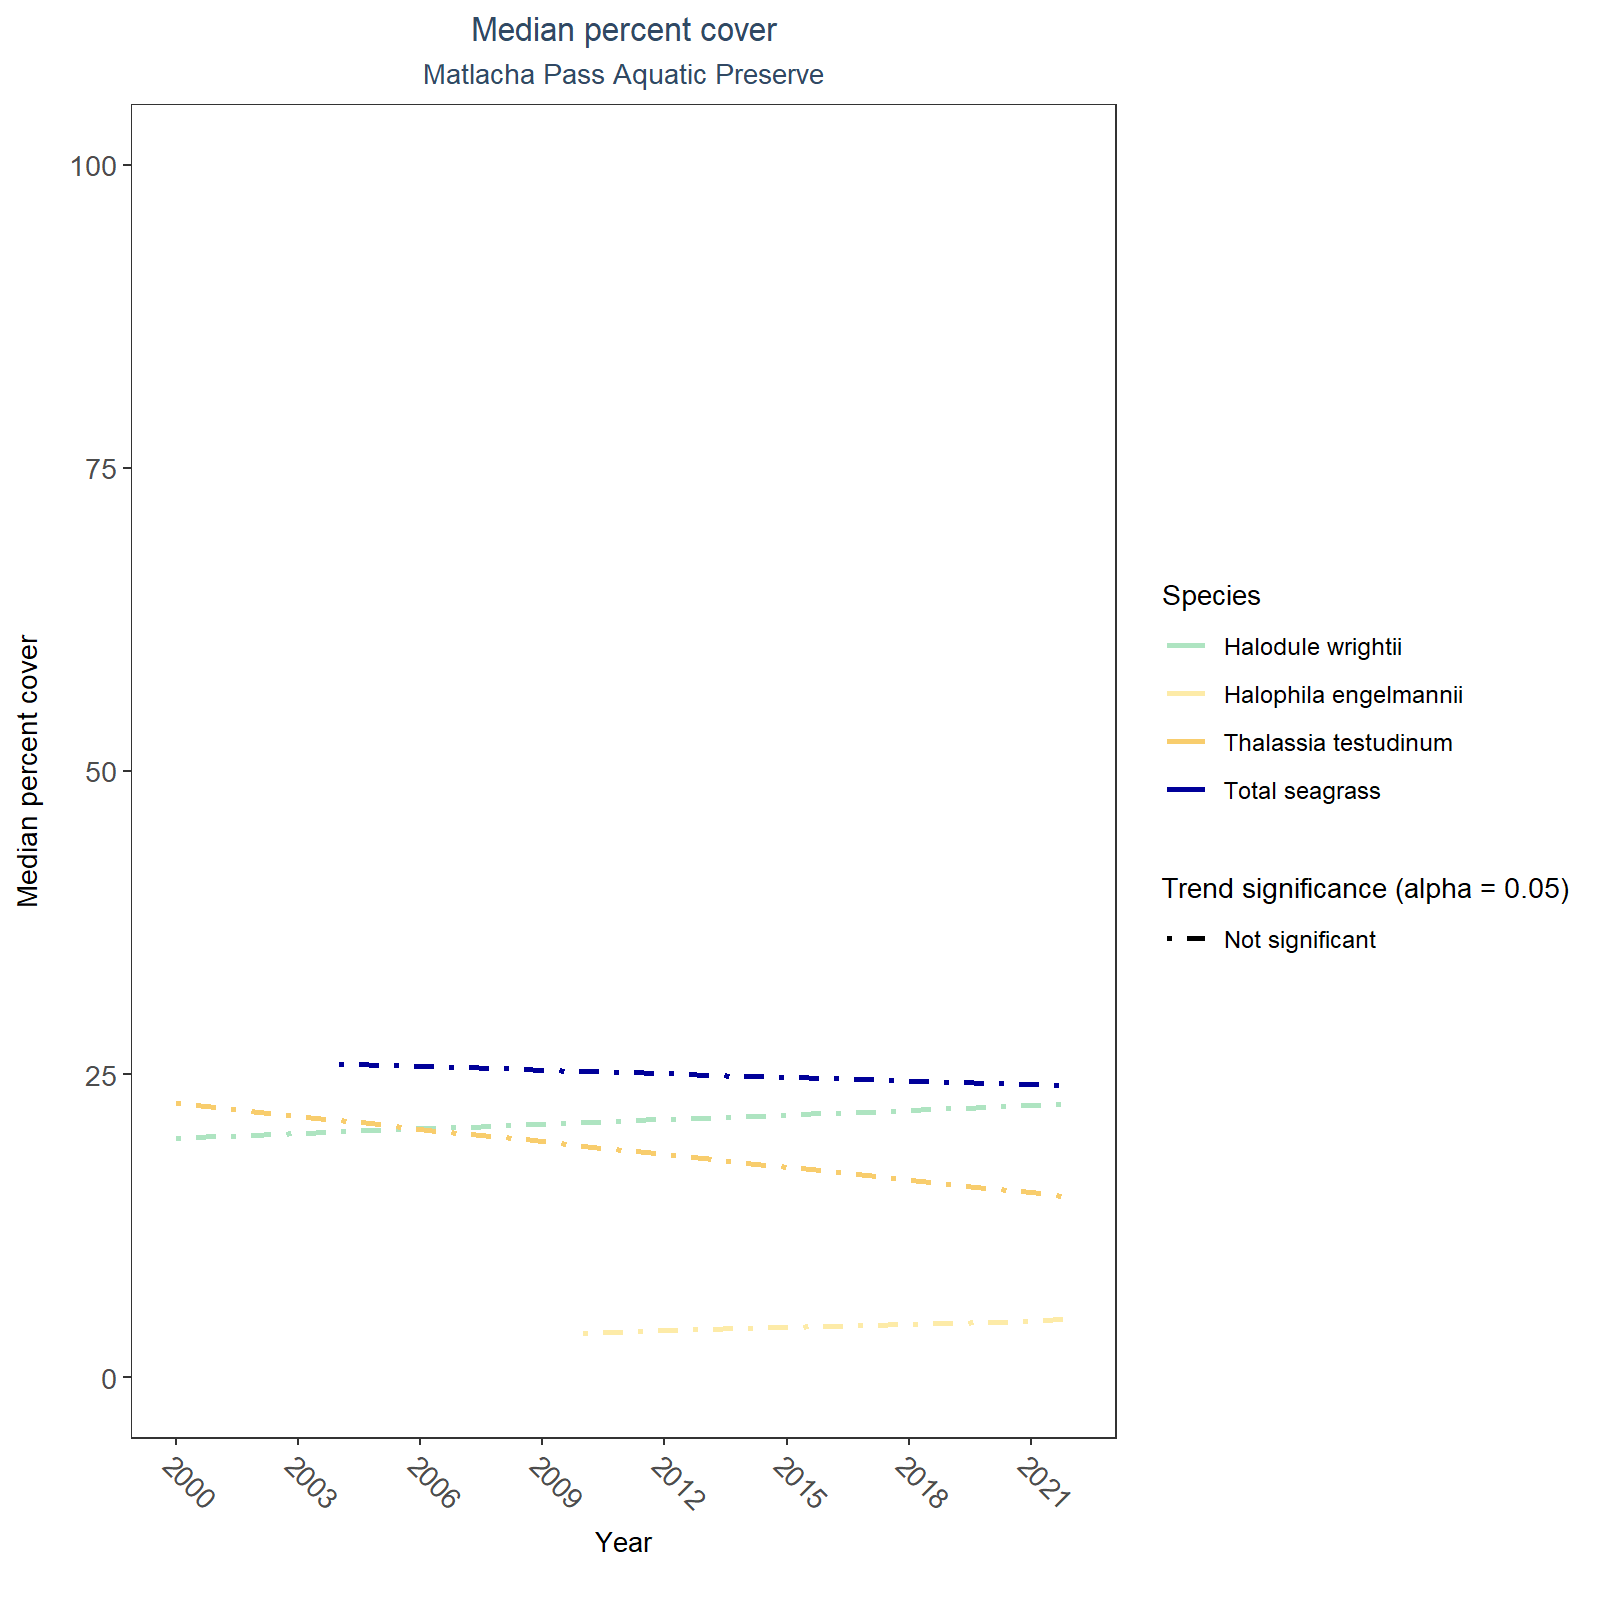 Median percent cover
Matlacha Pass Aquatic Preserve
Median percent cover
100
75
50
25
0
2000
2003
2006
2009
2012
2015
2018
2021
Year
Species
Halodule wrightii
Halophila engelmannii
Thalassia testudinum
Total seagrass
Trend significance (alpha = 0.05)
Not significant